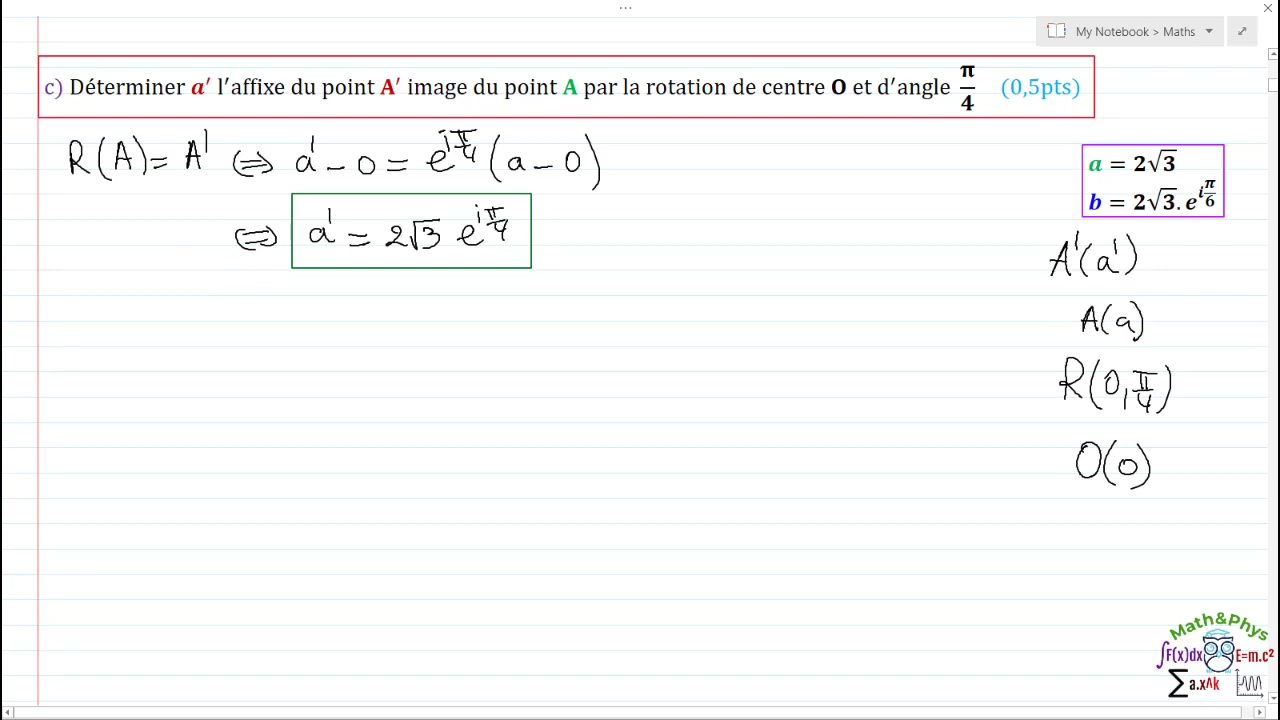 ...
My Notebook > Maths
c) Déterminer a′ l'affixe du point A′ image du point A par la rotation de centre O et d'angle π/4 (0,5pts)
R(A) = A' ⟺ a' - 0 = e^{iπ/4} (a - 0)
⟺ a' = 2√3 e^{iπ/4}
a = 2√3
b = 2√3. e^{iπ/6}
A'(a')
A(a)
R(0, π/4)
O(0)
Math&Phys
∫F(x)dx E=m.c²
∑ a.x^k